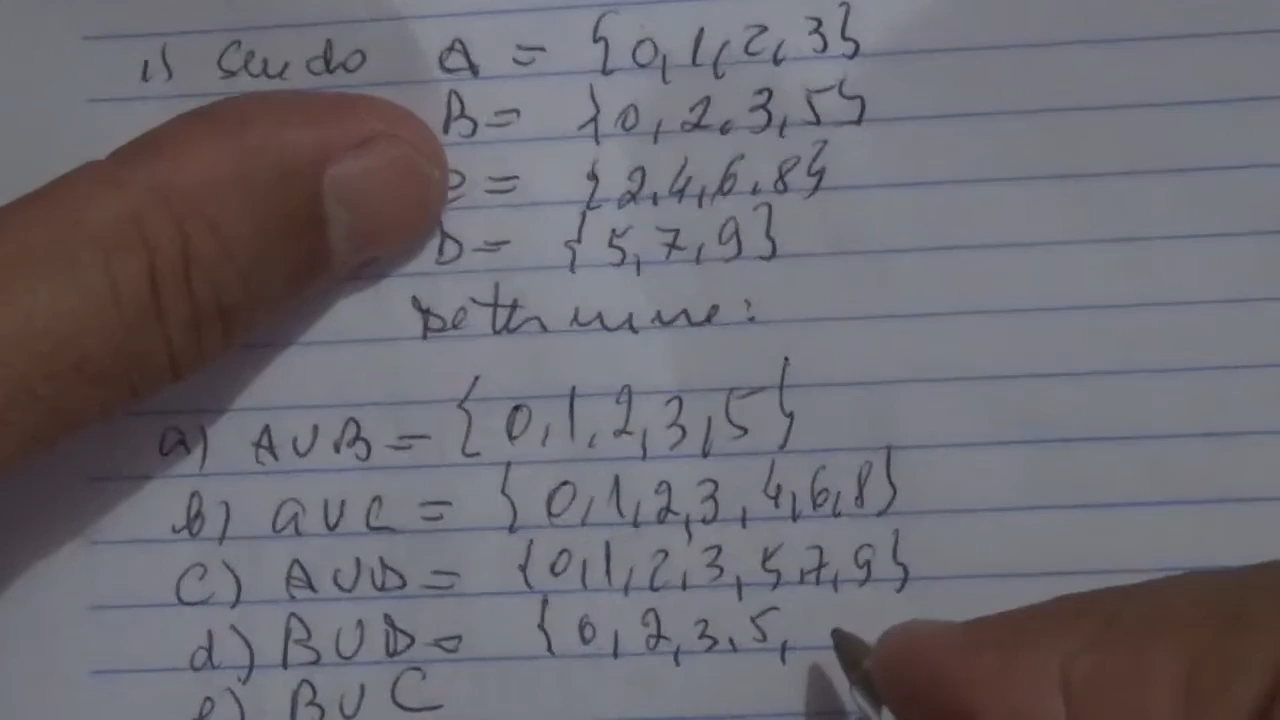 1) Sendo A = {0, 1, 2, 3}
B = {0, 2, 3, 5}
C = {2, 4, 6, 8}
D = {5, 7, 9}
Determine:
a) A ∪ B = {0, 1, 2, 3, 5}
b) a ∪ C = {0, 1, 2, 3, 4, 6, 8}
c) A ∪ D = {0, 1, 2, 3, 5, 7, 9}
d) B ∪ D = {0, 2, 3, 5,
e) B ∪ C